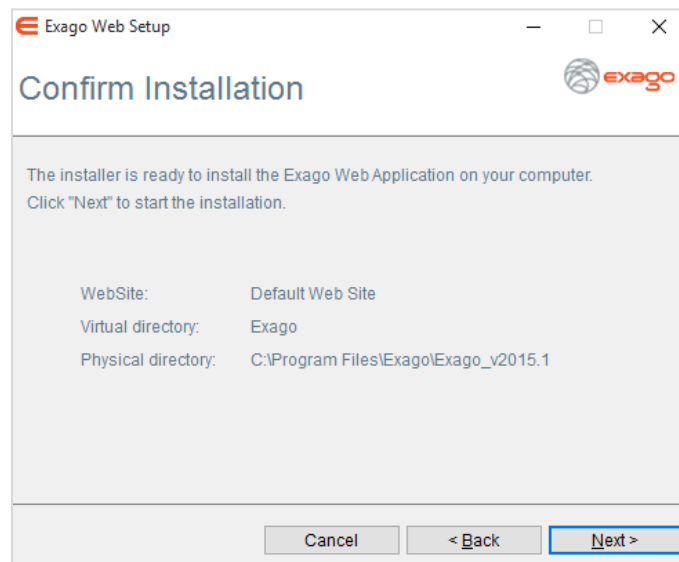 Exago Web Setup
Confirm Installation
exago
The installer is ready to install the Exago Web Application on your computer.
Click "Next" to start the installation.
WebSite: Default Web Site
Virtual directory: Exago
Physical directory: C:\Program Files\Exago\Exago_v2015.1
Cancel < Back Next >